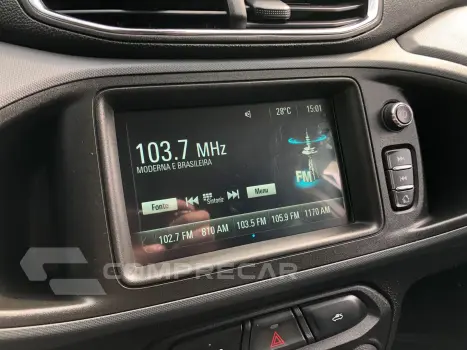 28°C 15:01
103.7 MHz
MODERNA E BRASILEIRA
FM
Fonte Sintonia Menu
102.7 FM 810 AM 103.5 FM 105.9 FM 1170 AM
COMPRECAR